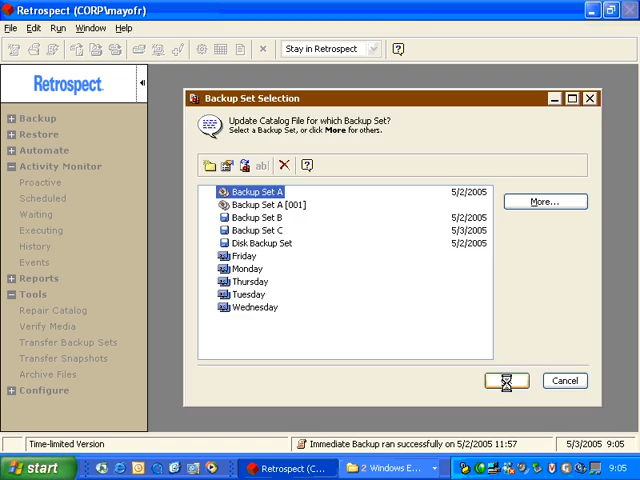 Retrospect (CORP\mayofr)
File Edit Run Window Help
Stay in Retrospect
Retrospect.
Backup
Restore
Automate
Activity Monitor
Proactive
Scheduled
Waiting
Executing
History
Events
Reports
Tools
Repair Catalog
Verify Media
Transfer Backup Sets
Transfer Snapshots
Archive Files
Configure
Backup Set Selection
Update Catalog File for which Backup Set?
Select a Backup Set, or click More for others.
Backup Set A 5/2/2005
Backup Set A [001]
Backup Set B 5/2/2005
Backup Set C 5/3/2005
Disk Backup Set 5/2/2005
Friday
Monday
Thursday
Tuesday
Wednesday
More...
Cancel
Time-limited Version
Immediate Backup ran successfully on 5/2/2005 11:57
5/3/2005 9:05
start
Retrospect (C...
2 Windows E...
9:05